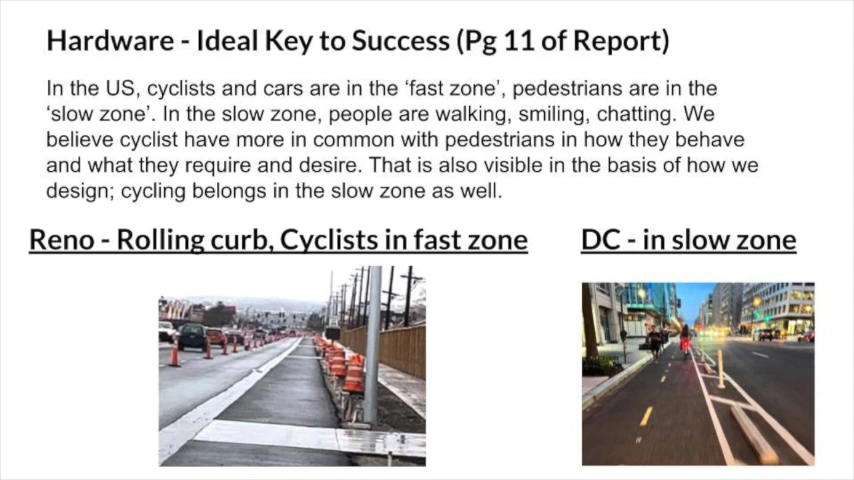 Hardware - Ideal Key to Success (Pg 11 of Report)
In the US, cyclists and cars are in the ‘fast zone’, pedestrians are in the
‘slow zone’. In the slow zone, people are walking, smiling, chatting. We
believe cyclist have more in common with pedestrians in how they behave
and what they require and desire. That is also visible in the basis of how we
design; cycling belongs in the slow zone as well.
Reno - Rolling curb, Cyclists in fast zone
DC - in slow zone